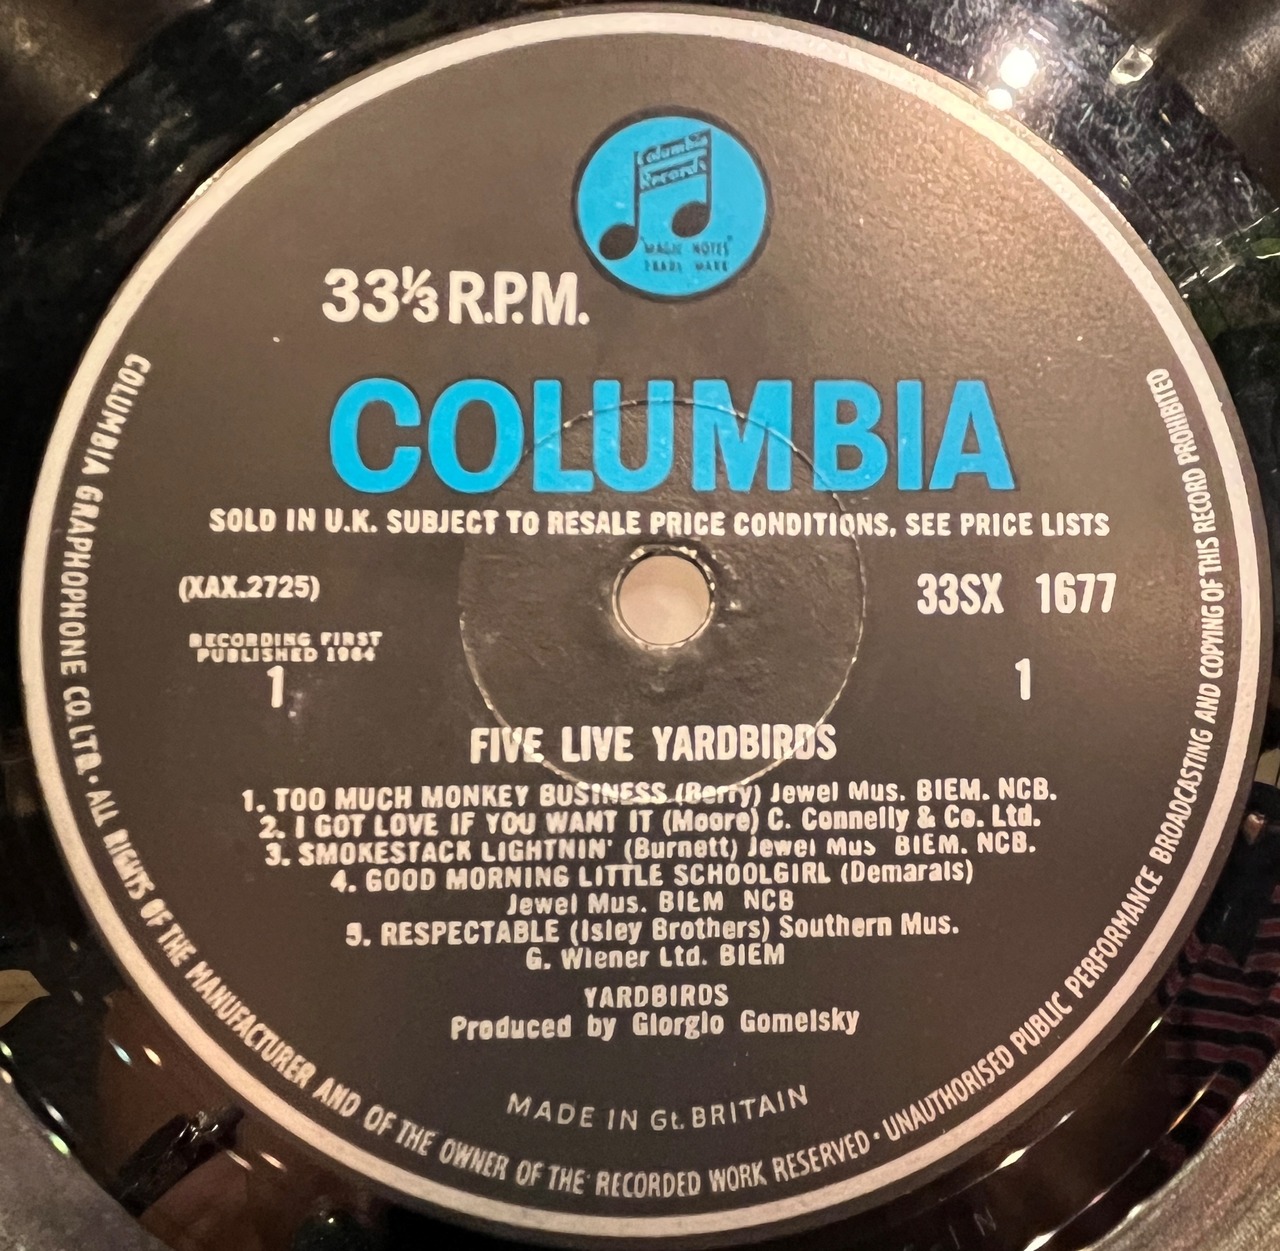 Columbia
Records
"MAGIC NOTES"
TRADE MARK
33⅓ R.P.M.
COLUMBIA
SOLD IN U.K. SUBJECT TO RESALE PRICE CONDITIONS, SEE PRICE LISTS
(XAX.2725)
33SX 1677
RECORDING FIRST
PUBLISHED 1964
1
1
FIVE LIVE YARDBIRDS
1. TOO MUCH MONKEY BUSINESS (Berry) Jewel Mus. BIEM. NCB.
2. I GOT LOVE IF YOU WANT IT (Moore) C. Connelly & Co. Ltd.
3. SMOKESTACK LIGHTNIN' (Burnett) Jewel Mus BIEM. NCB.
4. GOOD MORNING LITTLE SCHOOLGIRL (Demarais)
Jewel Mus. BIEM NCB
5. RESPECTABLE (Isley Brothers) Southern Mus.
G. Wiener Ltd. BIEM
YARDBIRDS
Produced by Giorgio Gomelsky
MADE IN Gt. BRITAIN
COLUMBIA GRAPHOPHONE CO. LTD. · ALL RIGHTS OF THE MANUFACTURER AND OF THE OWNER OF THE RECORDED WORK RESERVED · UNAUTHORISED PUBLIC PERFORMANCE BROADCASTING AND COPYING OF THIS RECORD PROHIBITED